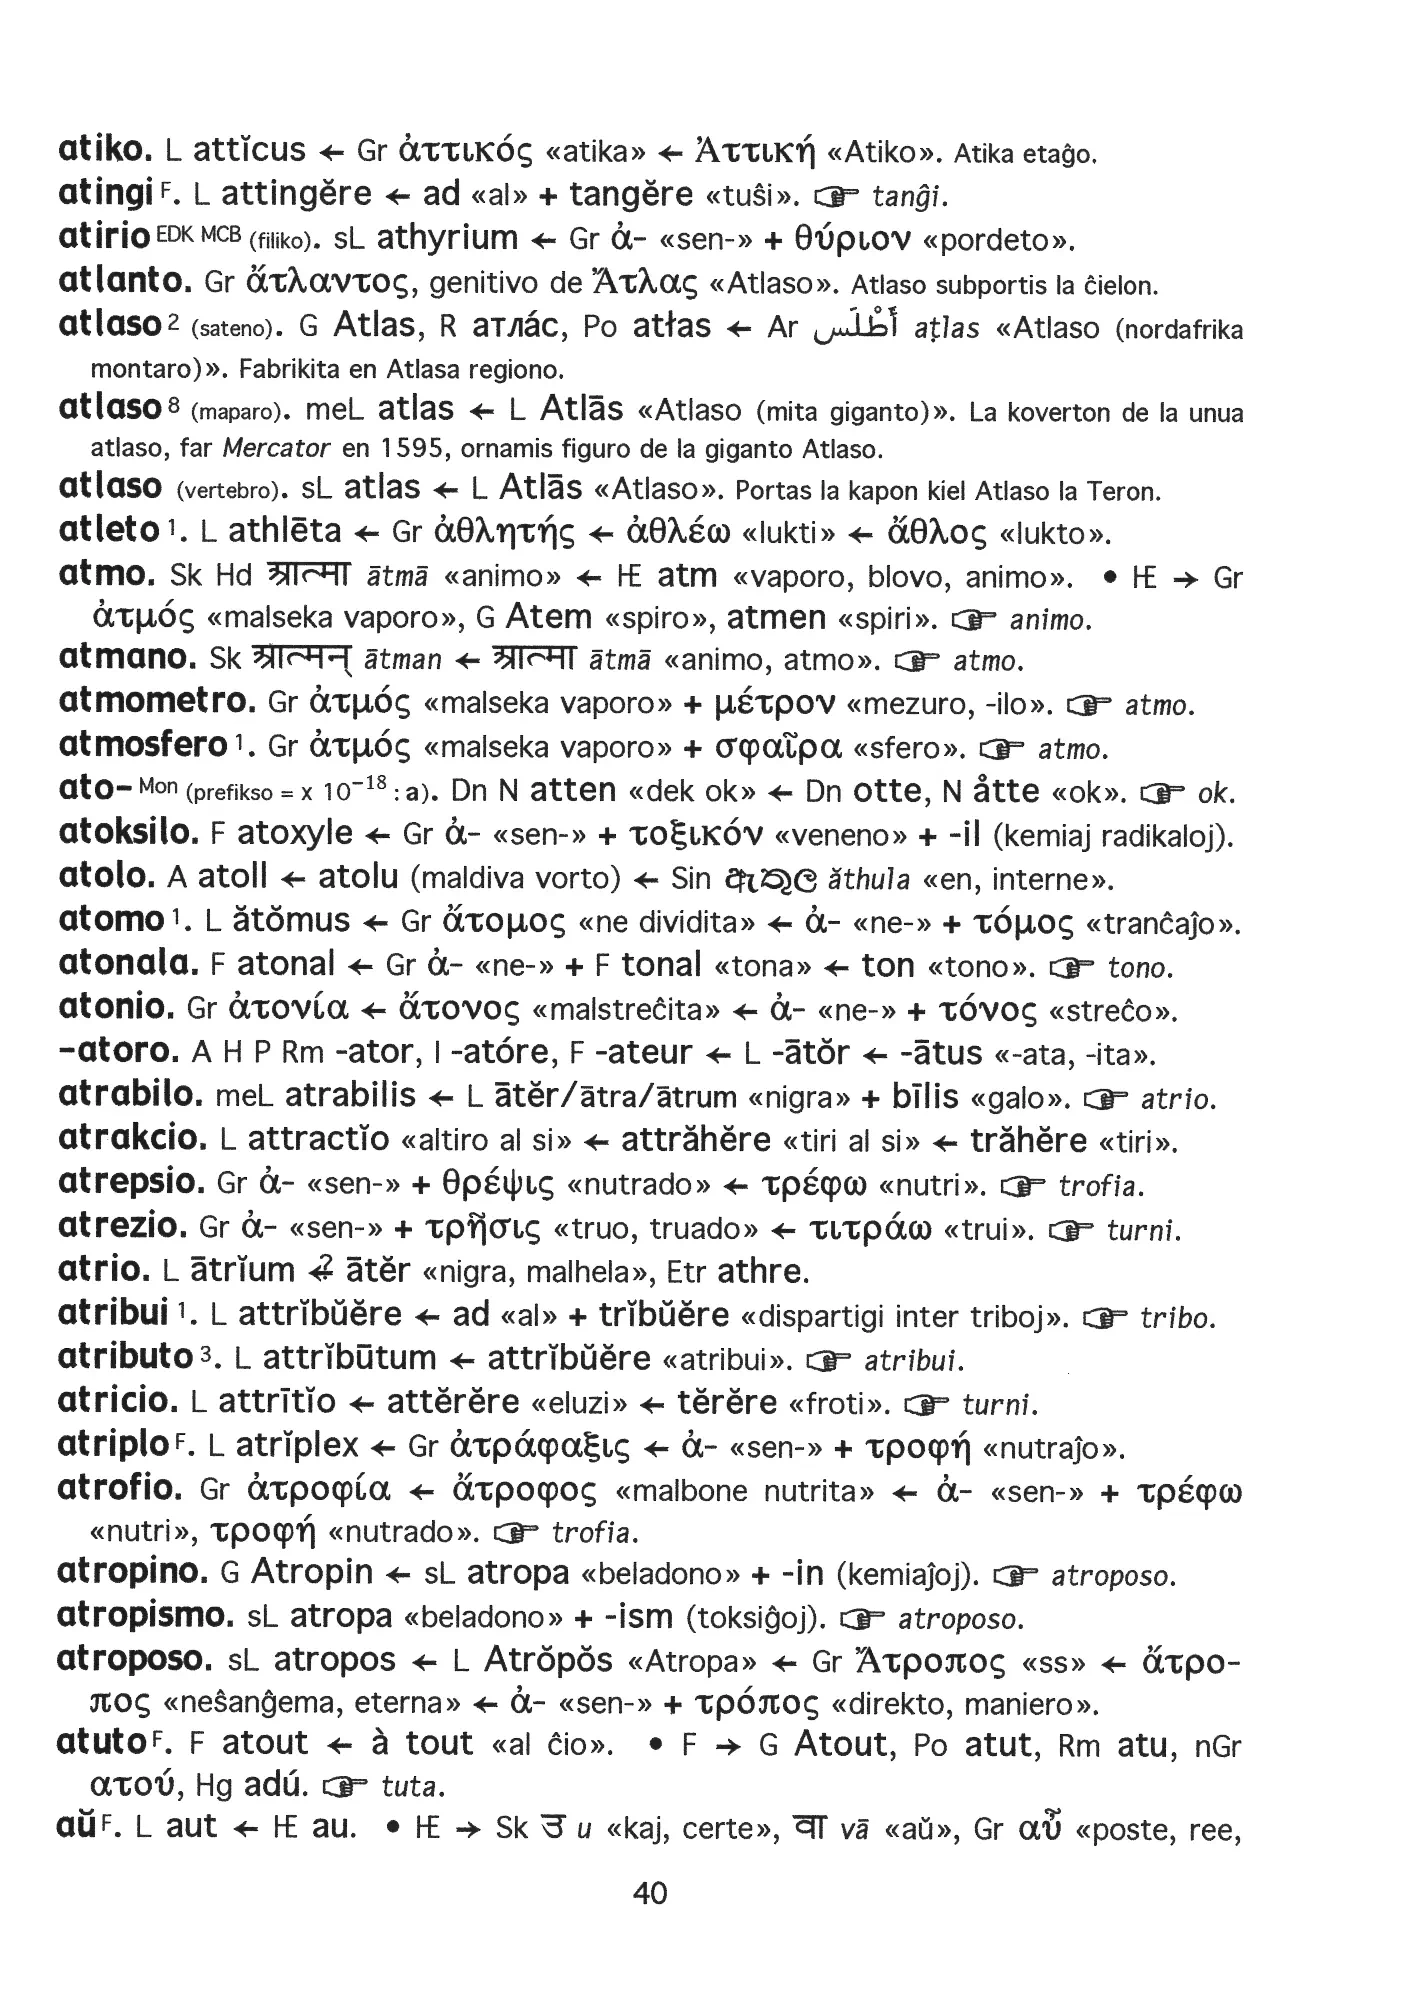 atiko. L attĭcus ← Gr ἀττικός «atika» ← Ἀττική «Atiko». Atika etaĝo.
atingi F. L attingĕre ← ad «al» + tangĕre «tuŝi». ☞ tanĝi.
atirio EDK MCB (filiko). sL athyrium ← Gr ἀ- «sen-» + θύριον «pordeto».
atlanto. Gr ἄτλαντος, genitivo de Ἄτλας «Atlaso». Atlaso subportis la ĉielon.
atlaso 2 (sateno). G Atlas, R атла́с, Po atłas ← Ar أَطْلَس aṭlas «Atlaso (nordafrika
montaro)». Fabrikita en Atlasa regiono.
atlaso 8 (maparo). meL atlas ← L Atlās «Atlaso (mita giganto)». La koverton de la unua
atlaso, far Mercator en 1595, ornamis figuro de la giganto Atlaso.
atlaso (vertebro). sL atlas ← L Atlās «Atlaso». Portas la kapon kiel Atlaso la Teron.
atleto 1. L athlēta ← Gr ἀθλητής ← ἀθλέω «lukti» ← ἄθλος «lukto».
atmo. Sk Hd आत्मा ātmā «animo» ← IE atm «vaporo, blovo, animo». • IE → Gr
ἀτμός «malseka vaporo», G Atem «spiro», atmen «spiri». ☞ animo.
atmano. Sk आत्मन् ātman ← आत्मा ātmā «animo, atmo». ☞ atmo.
atmometro. Gr ἀτμός «malseka vaporo» + μέτρον «mezuro, -ilo». ☞ atmo.
atmosfero 1. Gr ἀτμός «malseka vaporo» + σφαῖρα «sfero». ☞ atmo.
ato- Mon (prefikso = x 10⁻¹⁸ : a). Dn N atten «dek ok» ← Dn otte, N åtte «ok». ☞ ok.
atoksilo. F atoxyle ← Gr ἀ- «sen-» + τοξικόν «veneno» + -il (kemiaj radikaloj).
atolo. A atoll ← atolu (maldiva vorto) ← Sin ඇතුල ăthula «en, interne».
atomo 1. L ătŏmus ← Gr ἄτομος «ne dividita» ← ἀ- «ne-» + τόμος «tranĉaĵo».
atonala. F atonal ← Gr ἀ- «ne-» + F tonal «tona» ← ton «tono». ☞ tono.
atonio. Gr ἀτονία ← ἄτονος «malstreĉita» ← ἀ- «ne-» + τόνος «streĉo».
-atoro. A H P Rm -ator, I -atóre, F -ateur ← L -ātŏr ← -ātus «-ata, -ita».
atrabilo. meL atrabilis ← L ātĕr/ātra/ātrum «nigra» + bīlis «galo». ☞ atrio.
atrakcio. L attractĭo «altiro al si» ← attrăhĕre «tiri al si» ← trăhĕre «tiri».
atrepsio. Gr ἀ- «sen-» + θρέψις «nutrado» ← τρέφω «nutri». ☞ trofia.
atrezio. Gr ἀ- «sen-» + τρῆσις «truo, truado» ← τιτράω «trui». ☞ turni.
atrio. L ātrĭum ←? ātĕr «nigra, malhela», Etr athre.
atribui 1. L attrĭbŭĕre ← ad «al» + trĭbŭĕre «dispartigi inter triboj». ☞ tribo.
atributo 3. L attrĭbūtum ← attrĭbŭĕre «atribui». ☞ atribui.
atricio. L attrītĭo ← attĕrĕre «eluzi» ← tĕrĕre «froti». ☞ turni.
atriplo F. L atrĭplex ← Gr ἀτράφαξις ← ἀ- «sen-» + τροφή «nutraĵo».
atrofio. Gr ἀτροφία ← ἄτροφος «malbone nutrita» ← ἀ- «sen-» + τρέφω
«nutri», τροφή «nutrado». ☞ trofia.
atropino. G Atropin ← sL atropa «beladono» + -in (kemiaĵoj). ☞ atroposo.
atropismo. sL atropa «beladono» + -ism (toksiĝoj). ☞ atroposo.
atroposo. sL atropos ← L Atrŏpŏs «Atropa» ← Gr Ἄτροπος «ss» ← ἄτρο-
πος «neŝanĝema, eterna» ← ἀ- «sen-» + τρόπος «direkto, maniero».
atuto F. F atout ← à tout «al ĉio». • F → G Atout, Po atut, Rm atu, nGr
ατού, Hg adú. ☞ tuta.
aŭ F. L aut ← IE au. • IE → Sk उ u «kaj, certe», वा vā «aŭ», Gr αὖ «poste, ree,
40